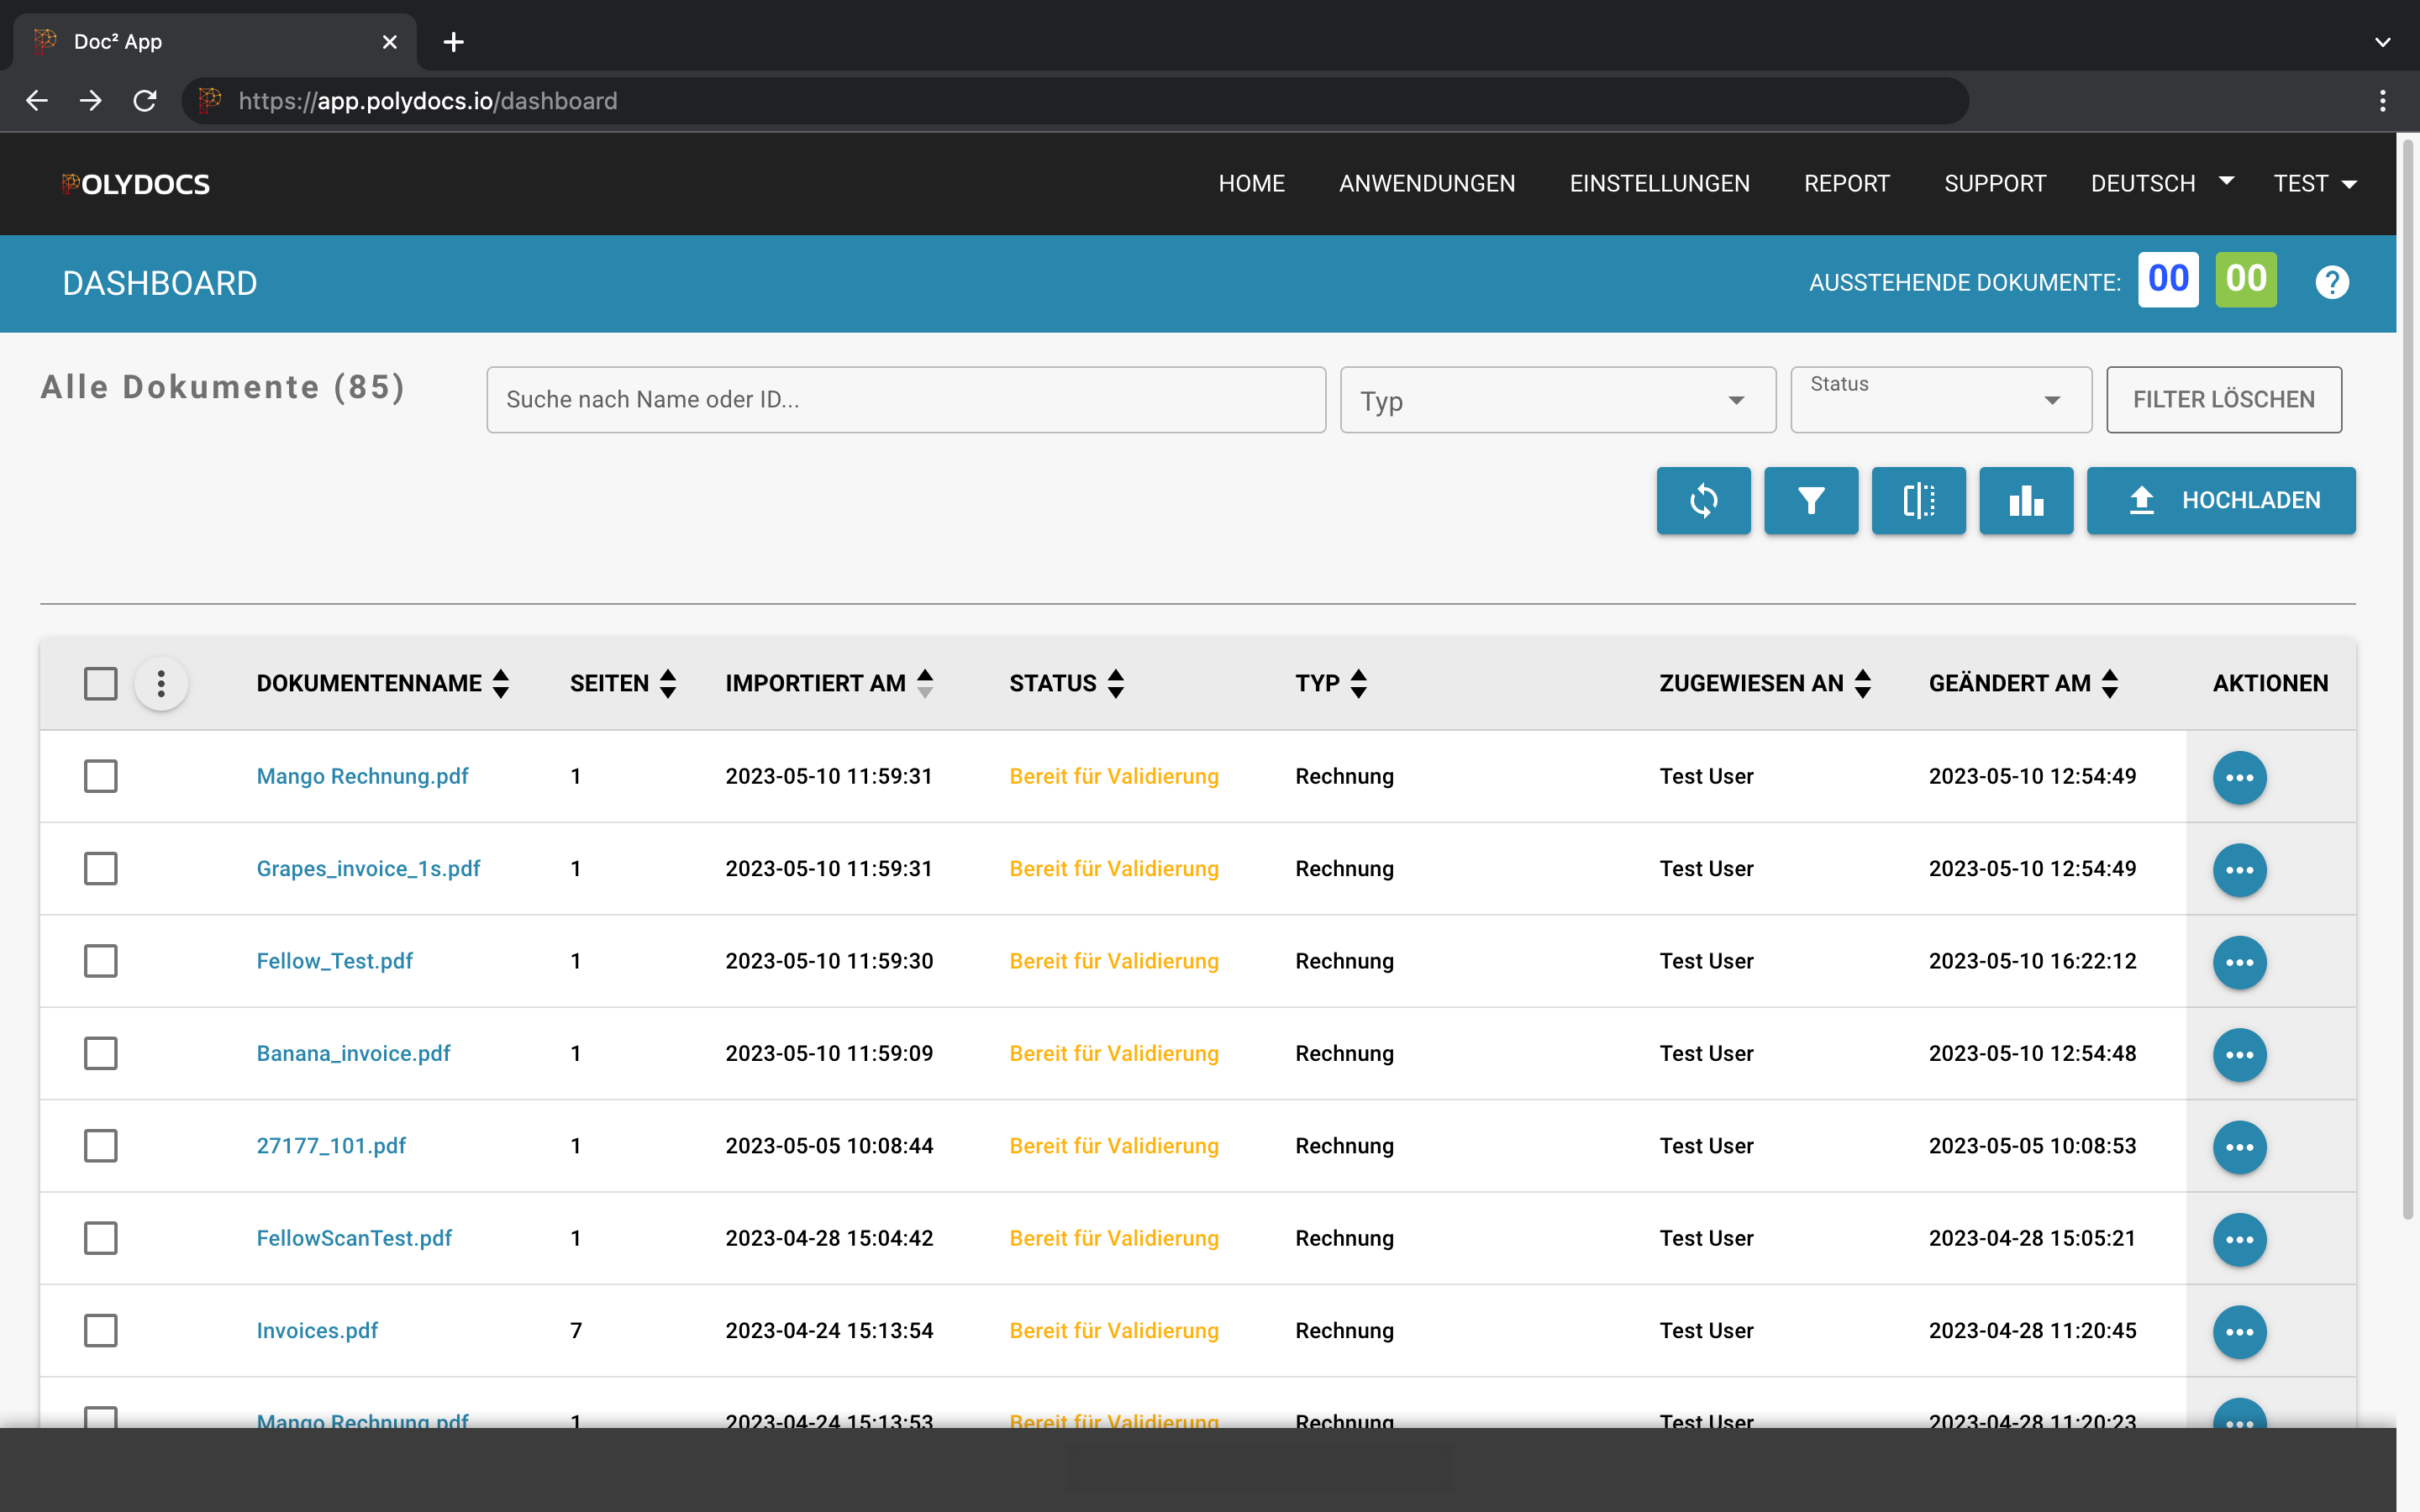 Doc² App
https://app.polydocs.io/dashboard
POLYDOCS
HOME ANWENDUNGEN EINSTELLUNGEN REPORT SUPPORT DEUTSCH TEST
DASHBOARD
AUSSTEHENDE DOKUMENTE: 00 00 ?
Alle Dokumente (85)
Suche nach Name oder ID...
Typ
Status
FILTER LÖSCHEN
HOCHLADEN
DOKUMENTENNAME SEITEN IMPORTIERT AM STATUS TYP ZUGEWIESEN AN GEÄNDERT AM AKTIONEN
Mango Rechnung.pdf 1 2023-05-10 11:59:31 Bereit für Validierung Rechnung Test User 2023-05-10 12:54:49
Grapes_invoice_1s.pdf 1 2023-05-10 11:59:31 Bereit für Validierung Rechnung Test User 2023-05-10 12:54:49
Fellow_Test.pdf 1 2023-05-10 11:59:30 Bereit für Validierung Rechnung Test User 2023-05-10 16:22:12
Banana_invoice.pdf 1 2023-05-10 11:59:09 Bereit für Validierung Rechnung Test User 2023-05-10 12:54:48
27177_101.pdf 1 2023-05-05 10:08:44 Bereit für Validierung Rechnung Test User 2023-05-05 10:08:53
FellowScanTest.pdf 1 2023-04-28 15:04:42 Bereit für Validierung Rechnung Test User 2023-04-28 15:05:21
Invoices.pdf 7 2023-04-24 15:13:54 Bereit für Validierung Rechnung Test User 2023-04-28 11:20:45
Mango Rechnung.pdf 1 2023-04-24 15:13:53 Bereit für Validierung Rechnung Test User 2023-04-28 11:20:23